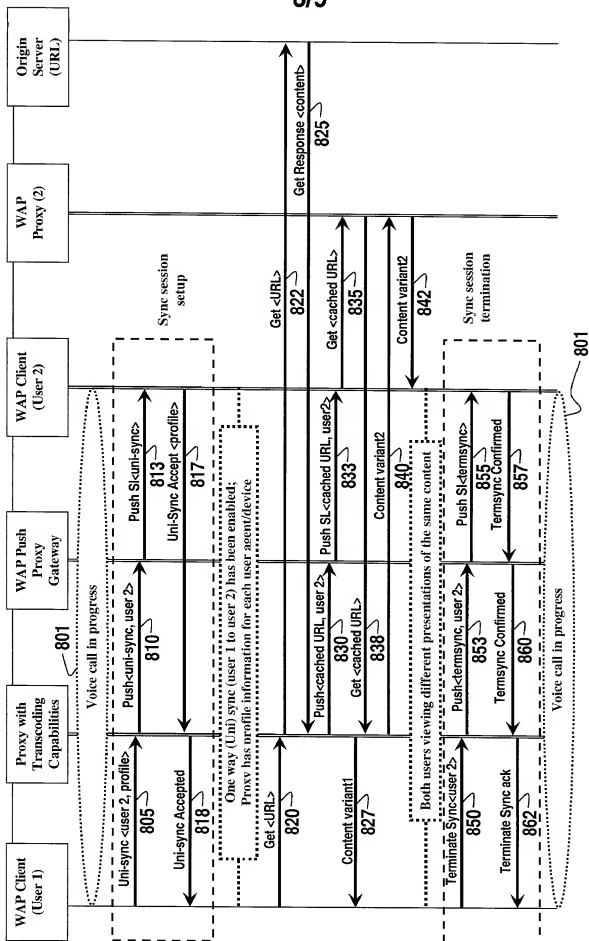 8/9
WAP Client
(User 1)
Proxy with
Transcoding
Capabilities
WAP Push
Proxy
Gateway
WAP Client
(User 2)
WAP
Proxy (2)
Origin
Server
(URL)
801
Voice call in progress
Sync session
setup
Uni-sync <user 2, profile>
805
Push<uni-sync, user 2>
810
Push SI<uni-sync>
813
Uni-Sync Accept <profile>
817
Uni-sync Accepted
818
One way (Uni) sync (user 1 to user 2) has been enabled;
Proxy has profile information for each user agent/device
Get <URL>
820
Get <URL>
822
Get Response <content>
825
Content variant1
827
Push<cached URL, user 2>
830
Push SL<cached URL, user2>
833
Get <cached URL>
835
Get <cached URL>
838
Content variant2
840
Content variant2
842
Both users viewing different presentations of the same content
Sync session
termination
Terminate Sync<user 2>
850
Push<termsync, user 2>
853
Push SI<termsync>
855
Termsync Confirmed
857
Termsync Confirmed
860
Terminate Sync ack
862
Voice call in progress
801